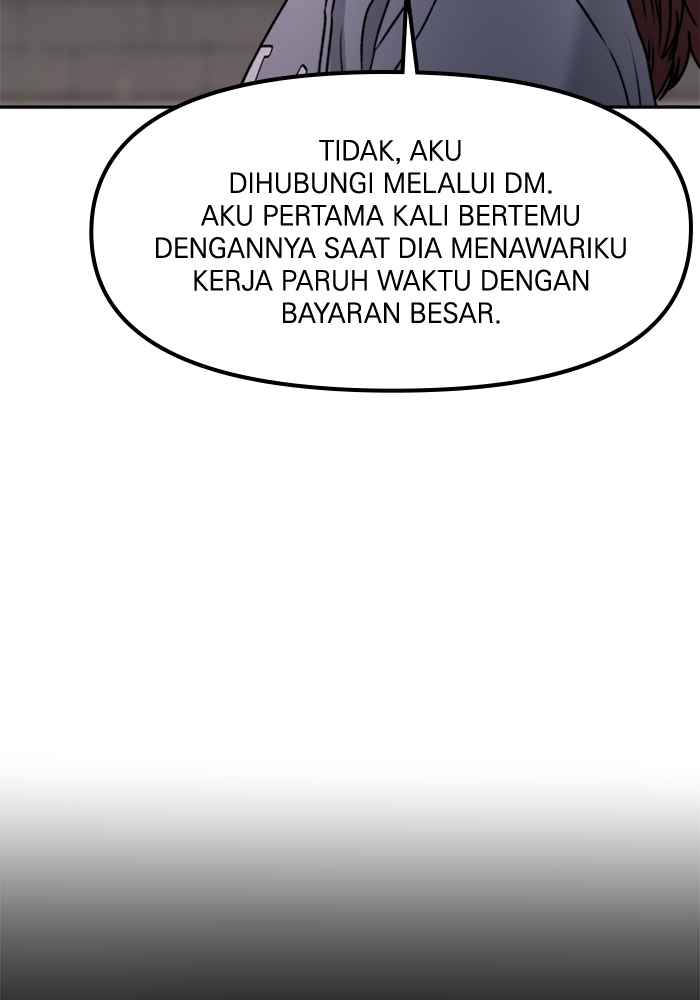 TIDAK, AKU
DIHUBUNGI MELALUI DM.
AKU PERTAMA KALI BERTEMU
DENGANNYA SAAT DIA MENAWARIKU
KERJA PARUH WAKTU DENGAN
BAYARAN BESAR.